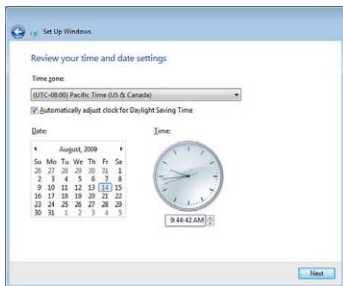 Set Up Windows
Review your time and date settings
Time zone:
(UTC-08:00) Pacific Time (US & Canada)
Automatically adjust clock for Daylight Saving Time
Date: Time:
August, 2009
Su Mo Tu We Th Fr Sa
26 27 28 29 30 31 1
2 3 4 5 6 7 8
9 10 11 12 13 14 15
16 17 18 19 20 21 22
23 24 25 26 27 28 29
30 31 1 2 3 4 5
9:44:42 AM
Next